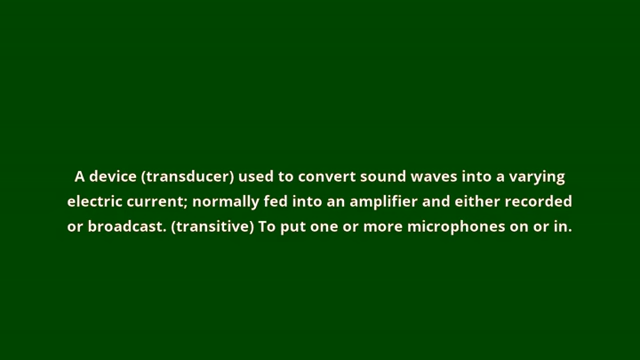 A device (transducer) used to convert sound waves into a varying
electric current; normally fed into an amplifier and either recorded
or broadcast. (transitive) To put one or more microphones on or in.